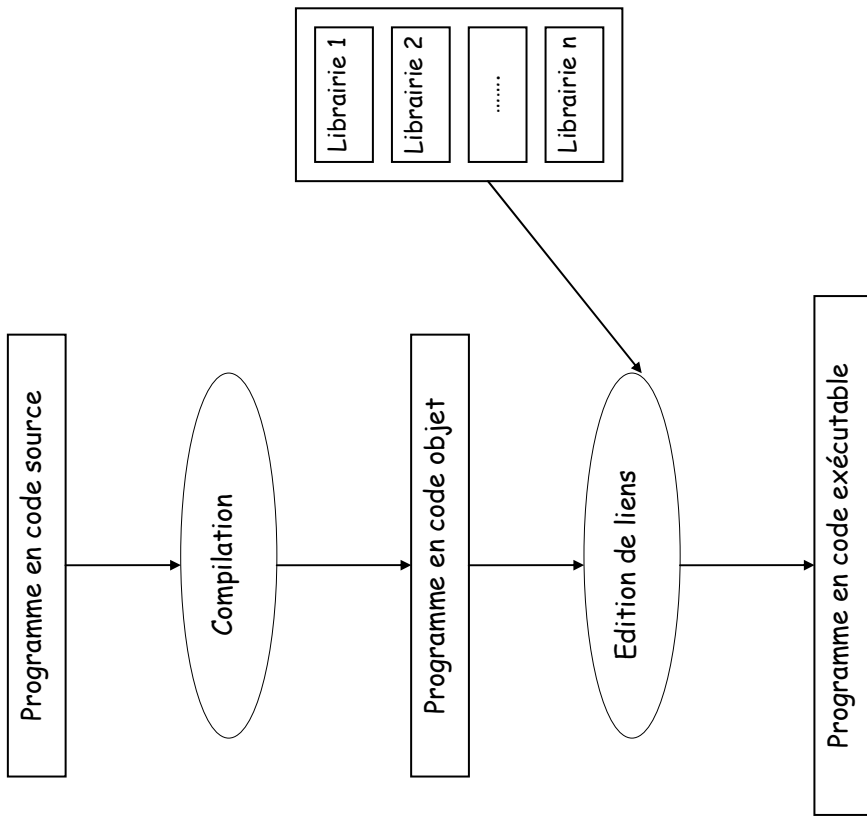 Programme en code source
Compilation
Programme en code objet
Librairie 1
Librairie 2
.......
Librairie n
Edition de liens
Programme en code exécutable